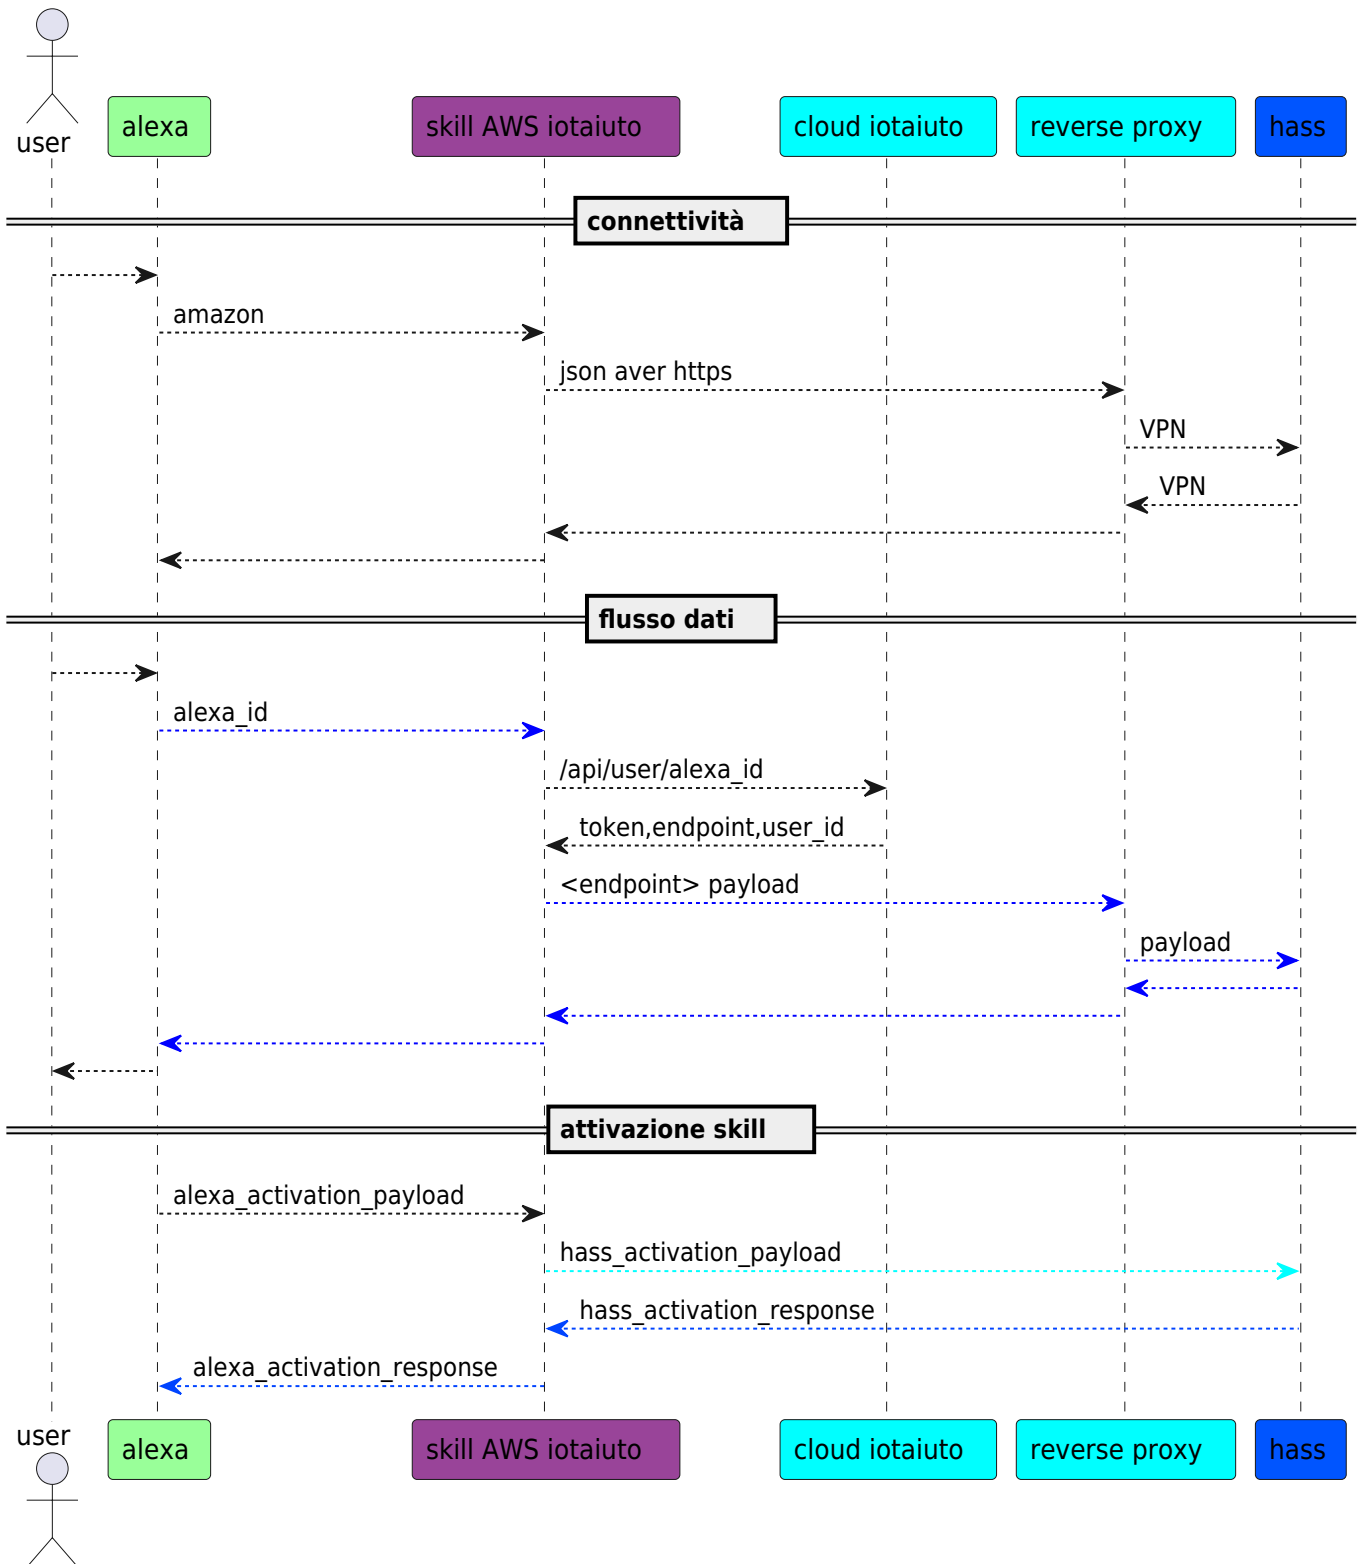 user
alexa
skill AWS iotaiuto
cloud iotaiuto
reverse proxy
hass
connettività
amazon
json aver https
VPN
VPN
flusso dati
alexa_id
/api/user/alexa_id
token,endpoint,user_id
<endpoint> payload
payload
attivazione skill
alexa_activation_payload
hass_activation_payload
hass_activation_response
alexa_activation_response
user
alexa
skill AWS iotaiuto
cloud iotaiuto
reverse proxy
hass